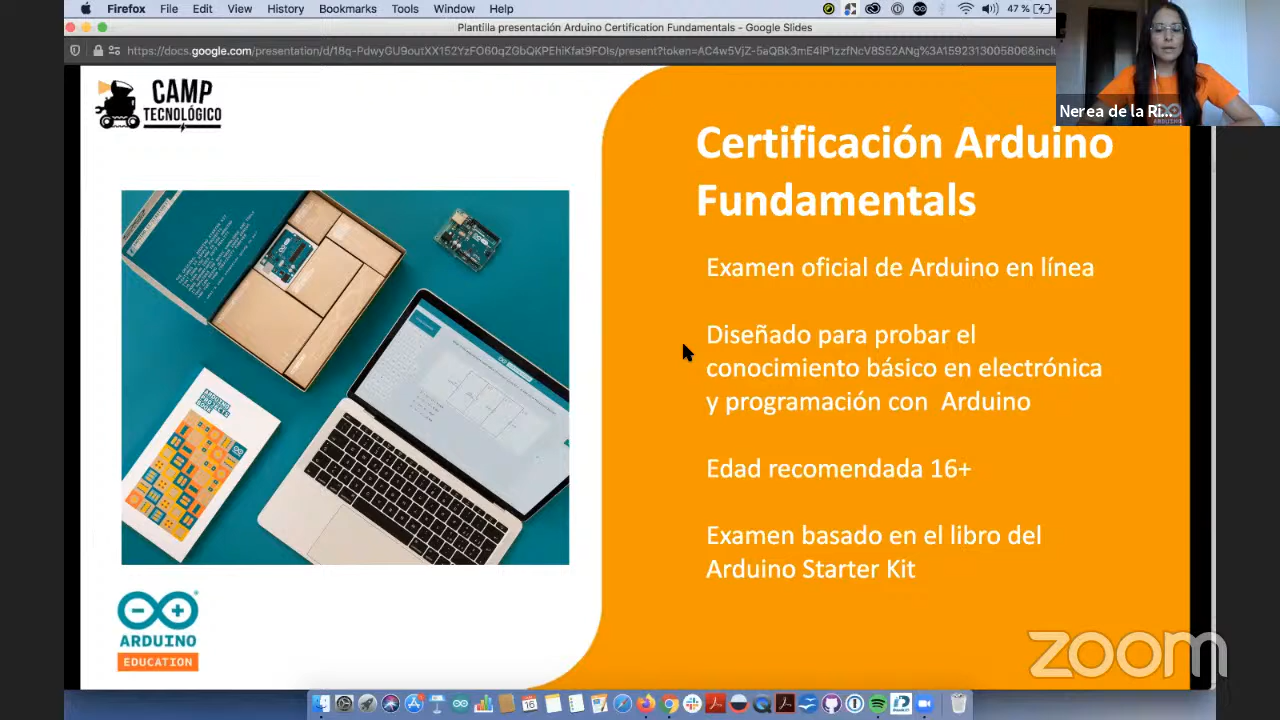 Firefox File Edit View History Bookmarks Tools Window Help 47 %
Plantilla presentación Arduino Certification Fundamentals - Google Slides
CAMP
TECNOLÓGICO
Nerea de la Ri...
Certificación Arduino
Fundamentals
Examen oficial de Arduino en línea
Diseñado para probar el
conocimiento básico en electrónica
y programación con Arduino
Edad recomendada 16+
Examen basado en el libro del
Arduino Starter Kit
ARDUINO
EDUCATION
zoom